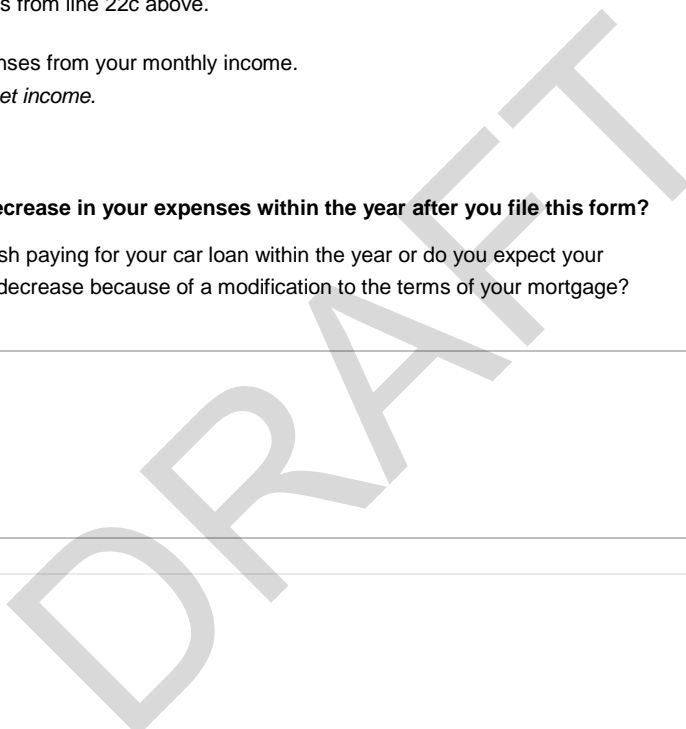 s from line 22c above.
nses from your monthly income.
et income.
ecrease in your expenses within the year after you file this form?
sh paying for your car loan within the year or do you expect your
decrease because of a modification to the terms of your mortgage?
DRAFT